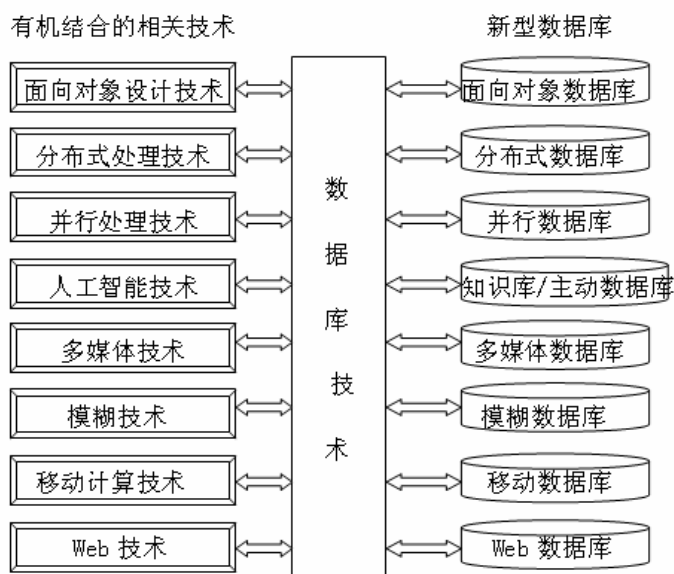 有机结合的相关技术
新型数据库
面向对象设计技术
面向对象数据库
分布式处理技术
分布式数据库
并行处理技术
并行数据库
人工智能技术
知识库/主动数据库
多媒体技术
多媒体数据库
模糊技术
模糊数据库
移动计算技术
移动数据库
Web 技术
Web 数据库
数
据
库
技
术